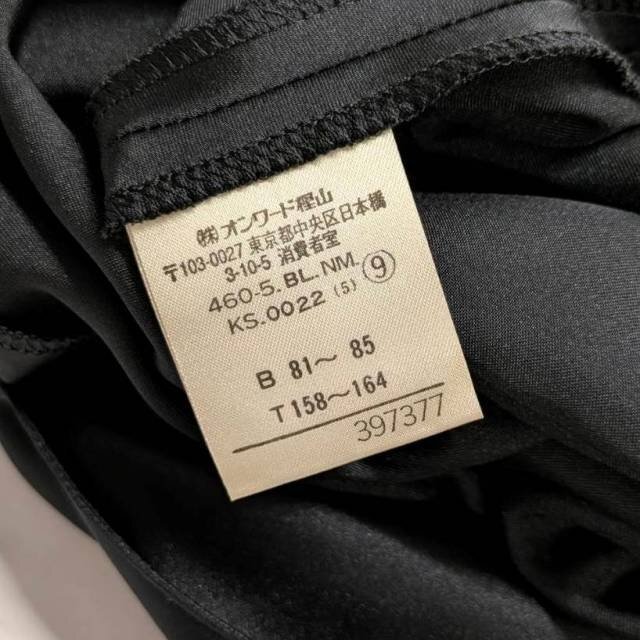 ㈱オンワード樫山
〒103-0027 東京都中央区日本橋
3-10-5 消費者室
460-5.BL.NM. ⑨
KS.0022 (5)
B 81〜 85
T 158〜164
397377